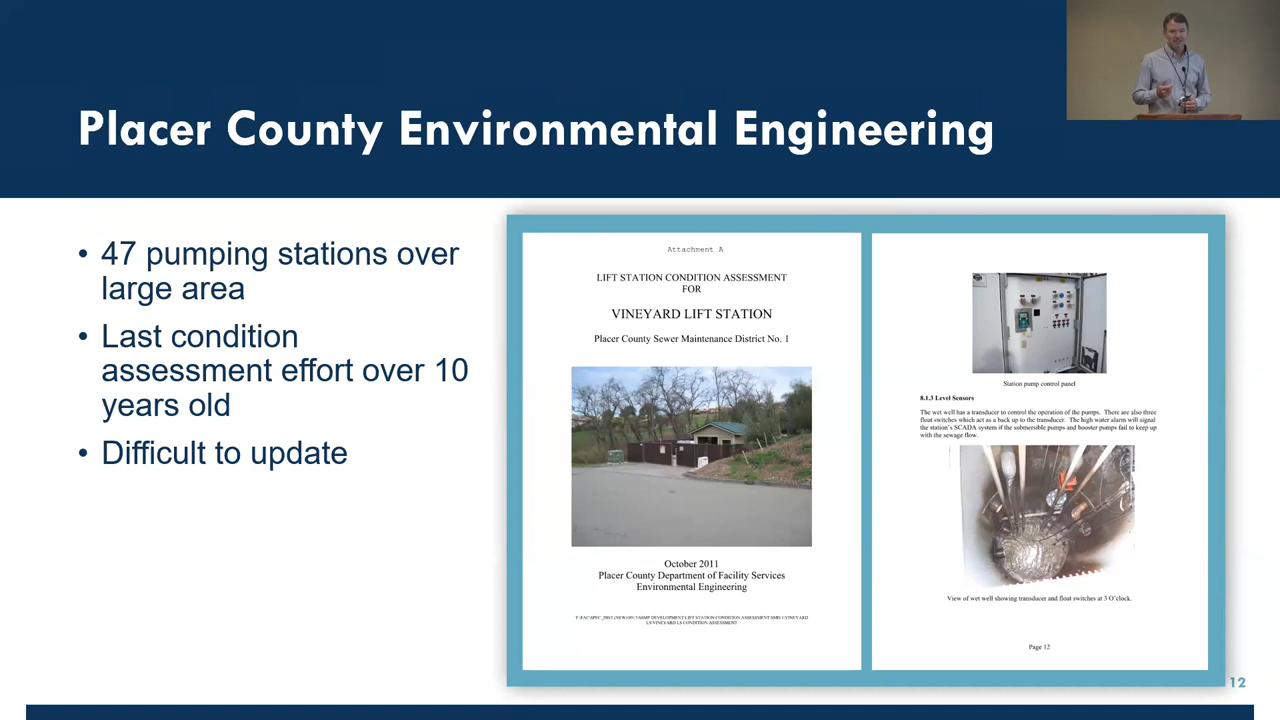 Placer County Environmental Engineering
• 47 pumping stations over
large area
• Last condition
assessment effort over 10
years old
• Difficult to update
Attachment A
LIFT STATION CONDITION ASSESSMENT
FOR
VINEYARD LIFT STATION
Placer County Sewer Maintenance District No. 1
October 2011
Placer County Department of Facility Services
Environmental Engineering
Station pump control panel
8.1.3 Level Sensors
The wet well has a transducer to control the operation of the pumps. There are also three
float switches which act as a back up to the transducer. The high water alarm will signal
the station's SCADA system if the submersible pumps and booster pumps fail to keep up
with the sewage flow.
View of wet well showing transducer and float switches at 3 O'clock.
Page 12
12